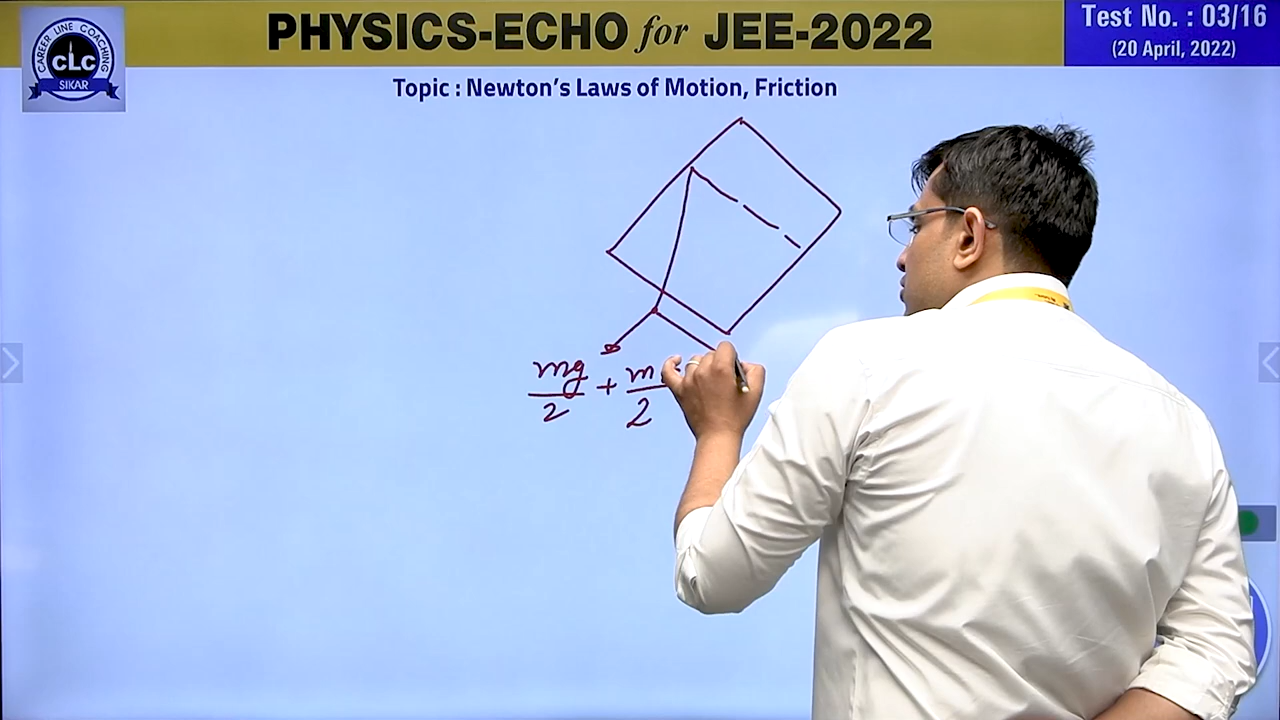 PHYSICS-ECHO for JEE-2022
Test No. : 03/16
(20 April, 2022)
CAREER LINE COACHING
CLC
SIKAR
Topic : Newton's Laws of Motion, Friction
mg/2 + m
2